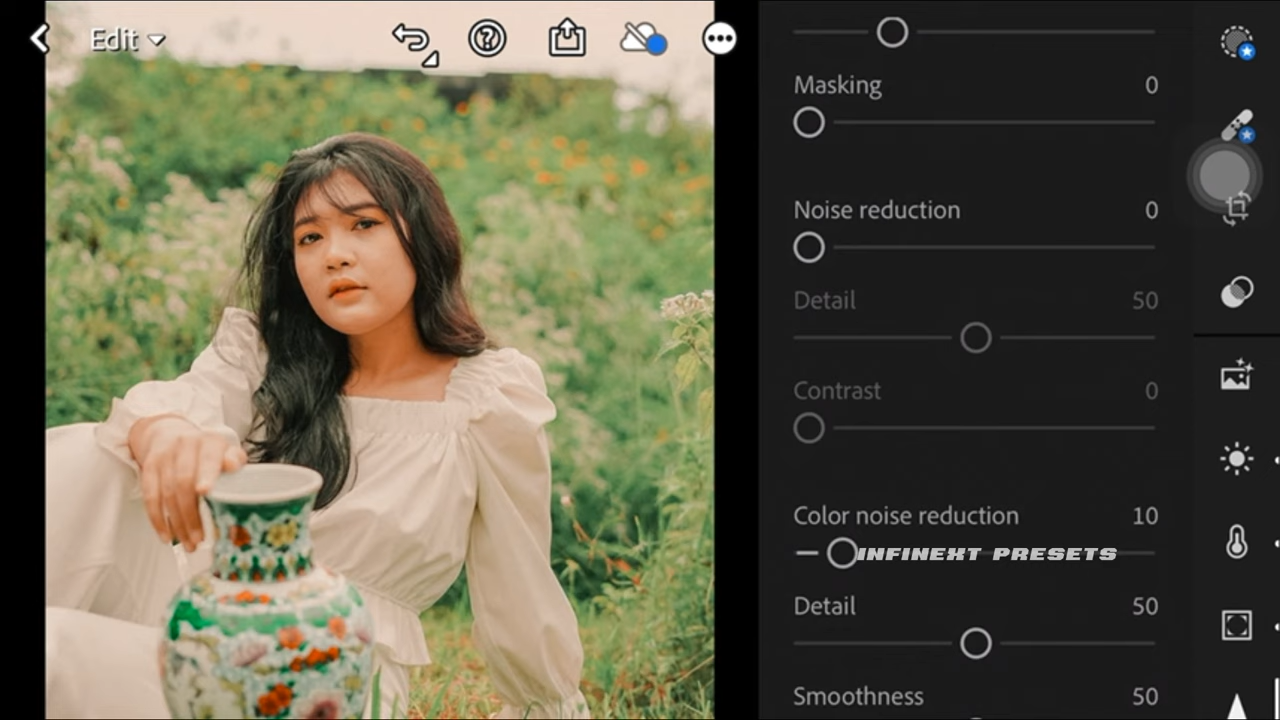 Edit
Masking 0
Noise reduction 0
Detail 50
Contrast 0
Color noise reduction 10
INFINEXT PRESETS
Detail 50
Smoothness 50